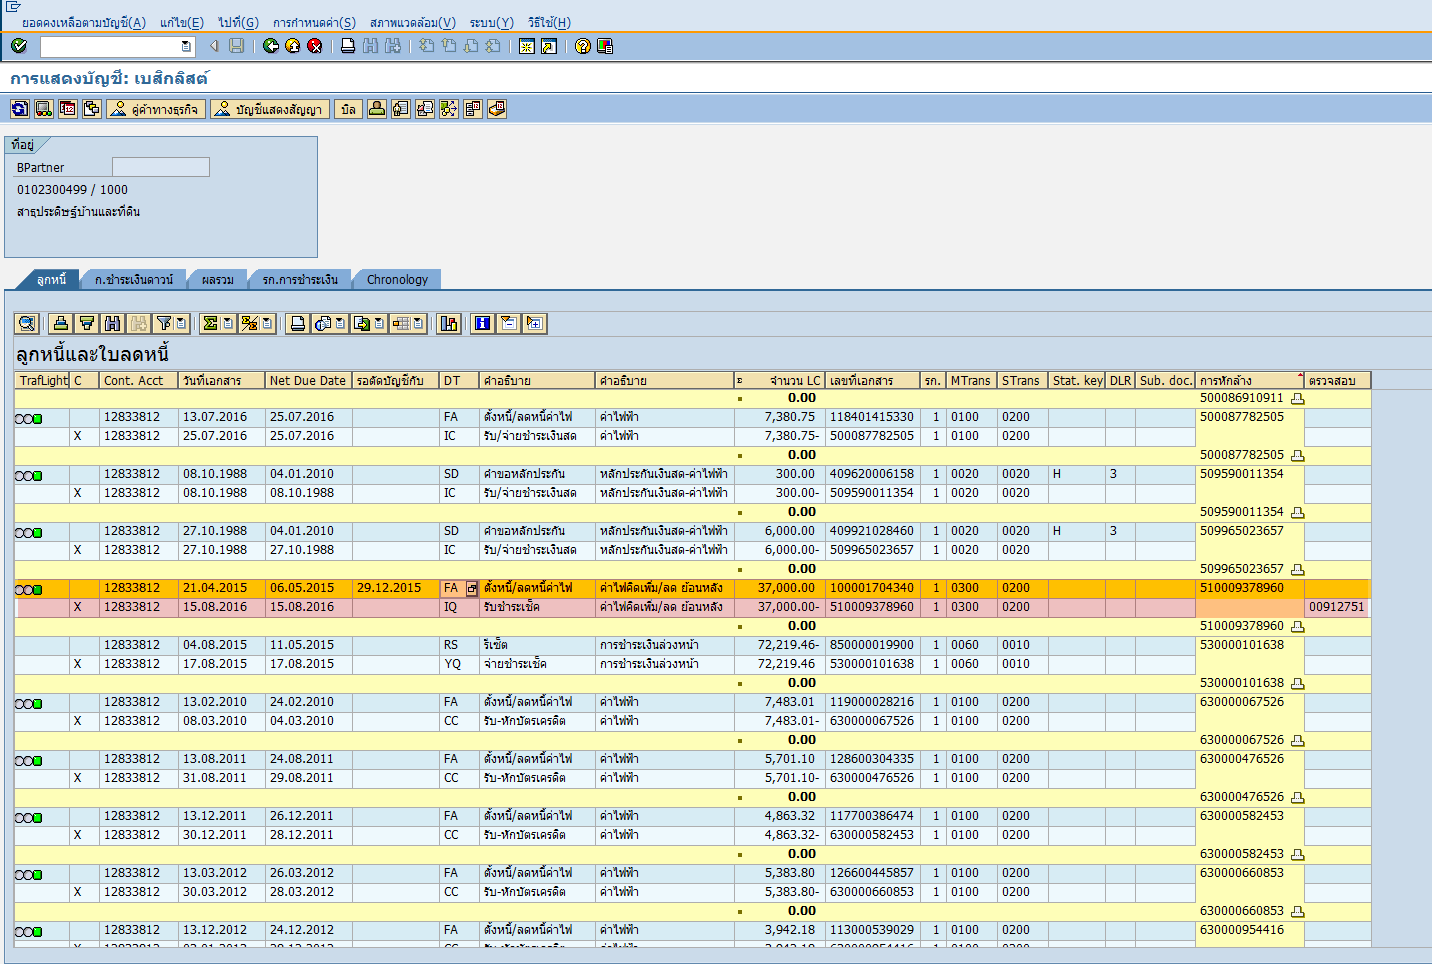 ยอดคงเหลือตามบัญชี(A) แก้ไข(E) ไปที่(G) การกำหนดค่า(S) สภาพแวดล้อม(V) ระบบ(Y) วิธีใช้(H)
การแสดงบัญชี: เบสิกลิสต์
คู่ค้าทางธุรกิจ บัญชีแสดงสัญญา บิล
ที่อยู่
BPartner
0102300499 / 1000
สาธุประดิษฐ์บ้านและที่ดิน
ลูกหนี้ ก.ชำระเงินดาวน์ ผลรวม รก.การชำระเงิน Chronology
ลูกหนี้และใบลดหนี้
TrafLight C Cont. Acct วันที่เอกสาร Net Due Date รอตัดบัญชีกับ DT คำอธิบาย คำอธิบาย จำนวน LC เลขที่เอกสาร รก. MTrans STrans Stat. key DLR Sub. doc. การหักล้าง ตรวจสอบ
0.00 500086910911
12833812 13.07.2016 25.07.2016 FA ตั้งหนี้/ลดหนี้ค่าไฟ ค่าไฟฟ้า 7,380.75 118401415330 1 0100 0200 500087782505
X 12833812 25.07.2016 25.07.2016 IC รับ/จ่ายชำระเงินสด ค่าไฟฟ้า 7,380.75- 500087782505 1 0100 0200
0.00 500087782505
12833812 08.10.1988 04.01.2010 SD คำขอหลักประกัน หลักประกันเงินสด-ค่าไฟฟ้า 300.00 409620006158 1 0020 0020 H 3 509590011354
X 12833812 08.10.1988 08.10.1988 IC รับ/จ่ายชำระเงินสด หลักประกันเงินสด-ค่าไฟฟ้า 300.00- 509590011354 1 0020 0020
0.00 509590011354
12833812 27.10.1988 04.01.2010 SD คำขอหลักประกัน หลักประกันเงินสด-ค่าไฟฟ้า 6,000.00 409921028460 1 0020 0020 H 3 509965023657
X 12833812 27.10.1988 27.10.1988 IC รับ/จ่ายชำระเงินสด หลักประกันเงินสด-ค่าไฟฟ้า 6,000.00- 509965023657 1 0020 0020
0.00 509965023657
12833812 21.04.2015 06.05.2015 29.12.2015 FA ตั้งหนี้/ลดหนี้ค่าไฟ ค่าไฟคิดเพิ่ม/ลด ย้อนหลัง 37,000.00 100001704340 1 0300 0200 510009378960
X 12833812 15.08.2016 15.08.2016 IQ รับชำระเช็ค ค่าไฟคิดเพิ่ม/ลด ย้อนหลัง 37,000.00- 510009378960 1 0300 0200 00912751
0.00 510009378960
12833812 04.08.2015 11.05.2015 RS รีเซ็ต การชำระเงินล่วงหน้า 72,219.46- 850000019900 1 0060 0010 530000101638
X 12833812 17.08.2015 17.08.2015 YQ จ่ายชำระเช็ค การชำระเงินล่วงหน้า 72,219.46 530000101638 1 0060 0010
0.00 530000101638
12833812 13.02.2010 24.02.2010 FA ตั้งหนี้/ลดหนี้ค่าไฟ ค่าไฟฟ้า 7,483.01 119000028216 1 0100 0200 630000067526
X 12833812 08.03.2010 04.03.2010 CC รับ-หักบัตรเครดิต ค่าไฟฟ้า 7,483.01- 630000067526 1 0100 0200
0.00 630000067526
12833812 13.08.2011 24.08.2011 FA ตั้งหนี้/ลดหนี้ค่าไฟ ค่าไฟฟ้า 5,701.10 128600304335 1 0100 0200 630000476526
X 12833812 31.08.2011 29.08.2011 CC รับ-หักบัตรเครดิต ค่าไฟฟ้า 5,701.10- 630000476526 1 0100 0200
0.00 630000476526
12833812 13.12.2011 26.12.2011 FA ตั้งหนี้/ลดหนี้ค่าไฟ ค่าไฟฟ้า 4,863.32 117700386474 1 0100 0200 630000582453
X 12833812 30.12.2011 28.12.2011 CC รับ-หักบัตรเครดิต ค่าไฟฟ้า 4,863.32- 630000582453 1 0100 0200
0.00 630000582453
12833812 13.03.2012 26.03.2012 FA ตั้งหนี้/ลดหนี้ค่าไฟ ค่าไฟฟ้า 5,383.80 126600445857 1 0100 0200 630000660853
X 12833812 30.03.2012 28.03.2012 CC รับ-หักบัตรเครดิต ค่าไฟฟ้า 5,383.80- 630000660853 1 0100 0200
0.00 630000660853
12833812 13.12.2012 24.12.2012 FA ตั้งหนี้/ลดหนี้ค่าไฟ ค่าไฟฟ้า 3,942.18 113000539029 1 0100 0200 630000954416